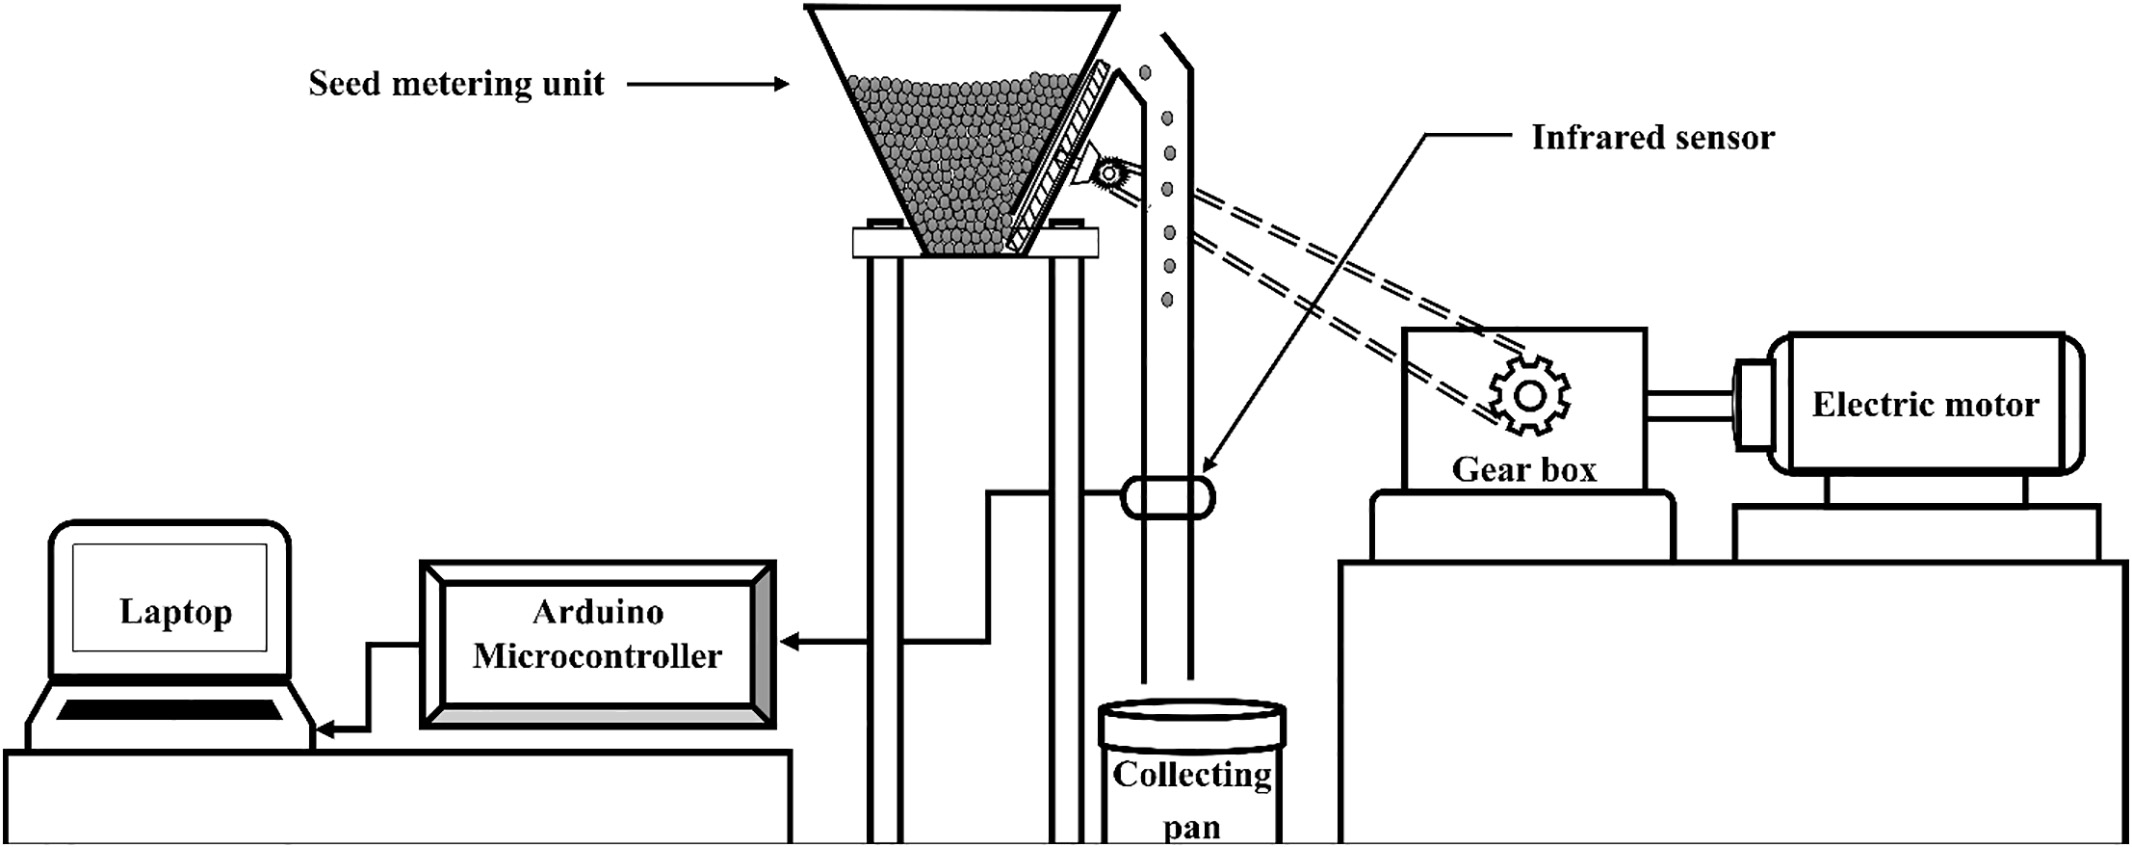 Seed metering unit
Infrared sensor
Electric motor
Gear box
Laptop
Arduino
Microcontroller
Collecting
pan